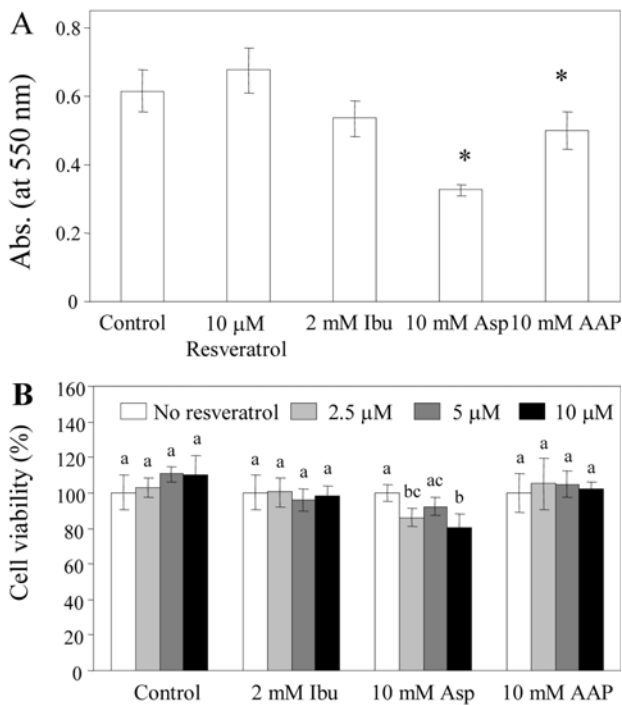 A
Abs. (at 550 nm)
0.8
0.6
0.4
0.2
0
*
*
Control
10 μM Resveratrol
2 mM Ibu
10 mM Asp
10 mM AAP
B
Cell viability (%)
160
140
120
100
80
60
40
20
0
No resveratrol 2.5 μM 5 μM 10 μM
a a a a
a a a a
a bc ac b
a a a a
Control 2 mM Ibu 10 mM Asp 10 mM AAP